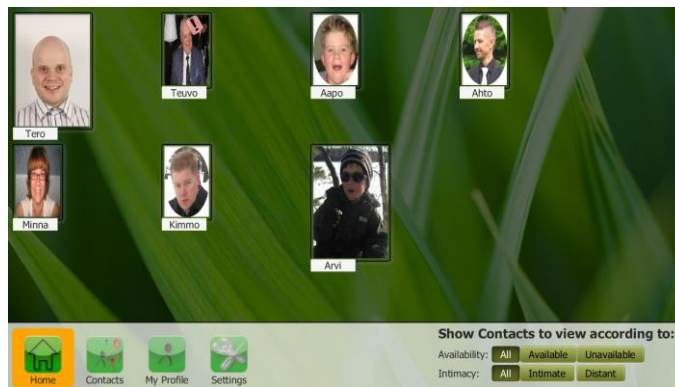 Tero
Teuvo
Aapo
Ahto
Minna
Kimmo
Arvi
Show Contacts to view according to:
Availability: All Available Unavailable
Intimacy: All Intimate Distant
Home Contacts My Profile Settings